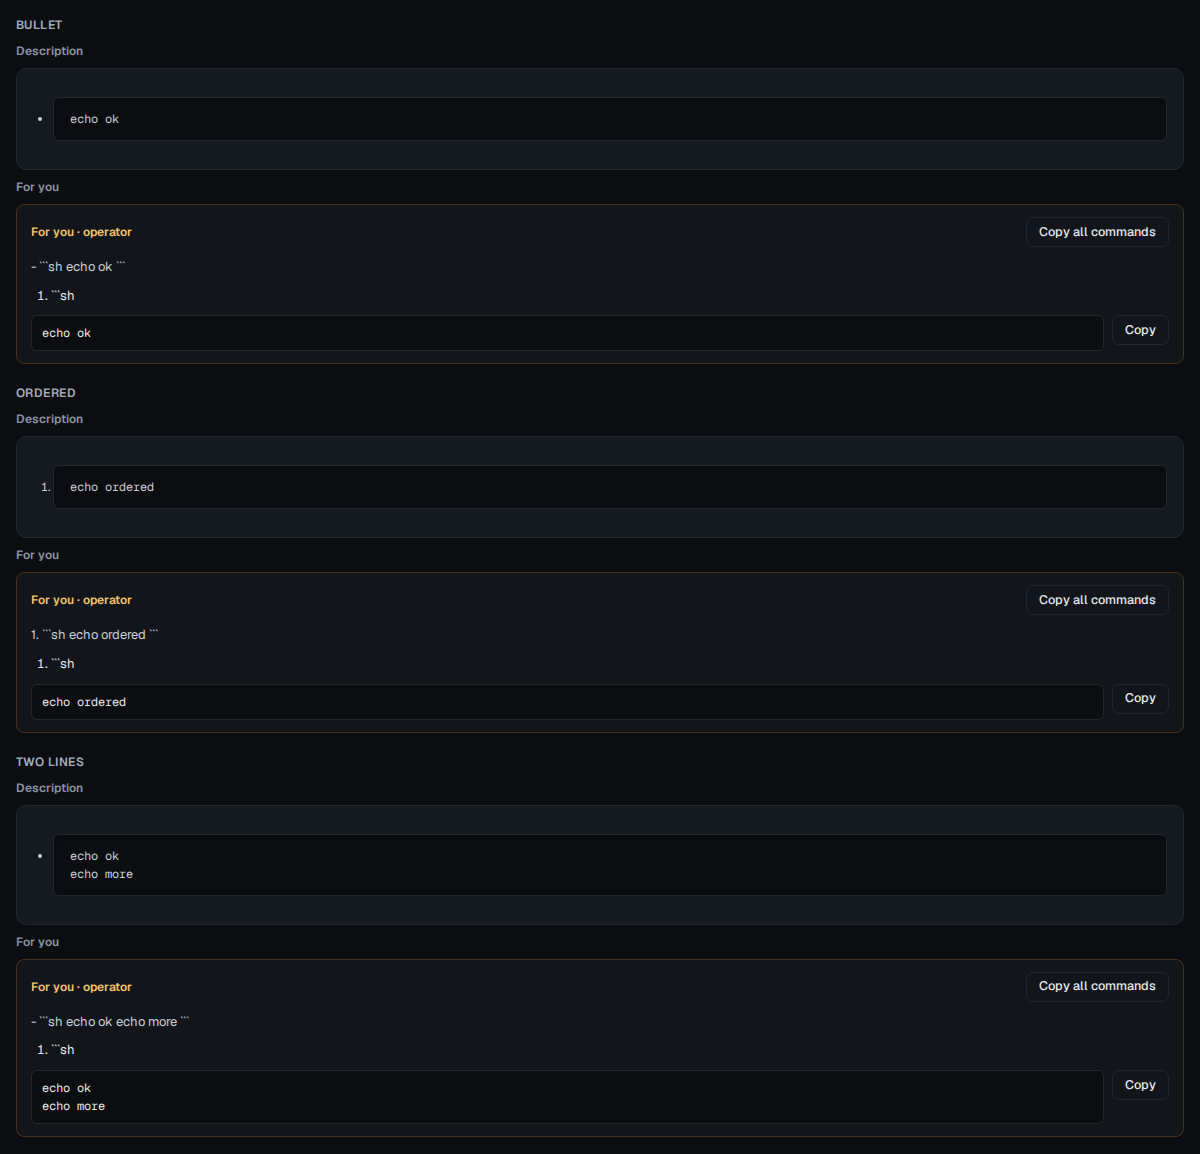 BULLET
Description
• echo ok
For you
For you · operator
Copy all commands
- ```sh echo ok ```
1. ```sh
echo ok
Copy
ORDERED
Description
1. echo ordered
For you
For you · operator
Copy all commands
1. ```sh echo ordered ```
1. ```sh
echo ordered
Copy
TWO LINES
Description
• echo ok
echo more
For you
For you · operator
Copy all commands
- ```sh echo ok echo more ```
1. ```sh
echo ok
echo more
Copy